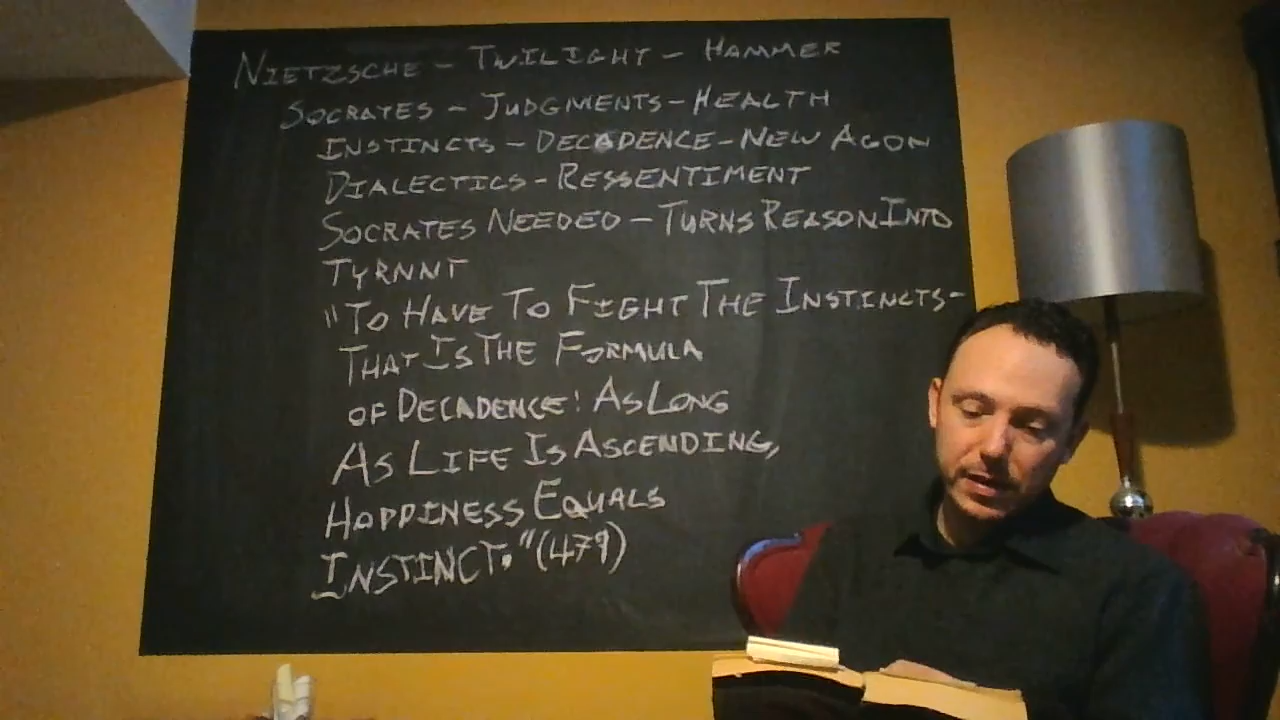 NIETZSCHE - TWILIGHT - HAMMER
SOCRATES - JUDGMENTS - HEALTH
INSTINCTS - DECADENCE - NEW AGON
DIALECTICS - RESSENTIMENT
SOCRATES NEEDED - TURNS REASON INTO
TYRNNT
"TO HAVE TO FIGHT THE INSTINCTS-
THAT IS THE FORMULA
OF DECADENCE: AS LONG
AS LIFE IS ASCENDING,
HAPPINESS EQUALS
INSTINCT." (479)